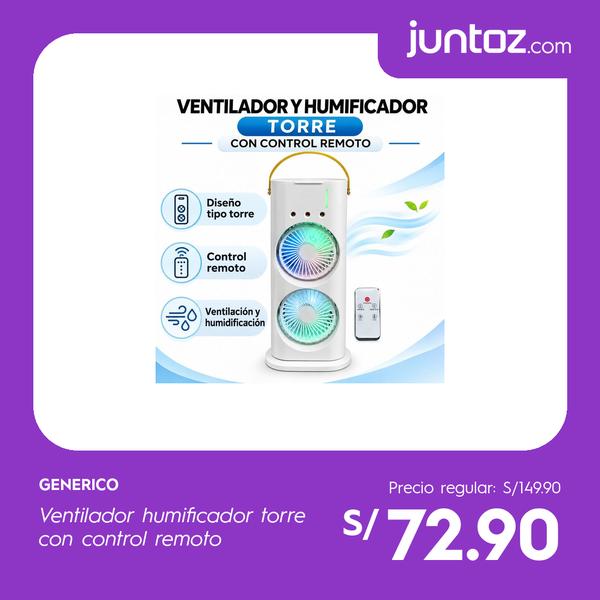 juntoz.com
VENTILADOR Y HUMIFICADOR
TORRE
CON CONTROL REMOTO
Diseño
tipo torre
Control
remoto
Ventilación y
humidificación
GENERICO
Ventilador humificador torre
con control remoto
Precio regular: S/149.90
S/72.90